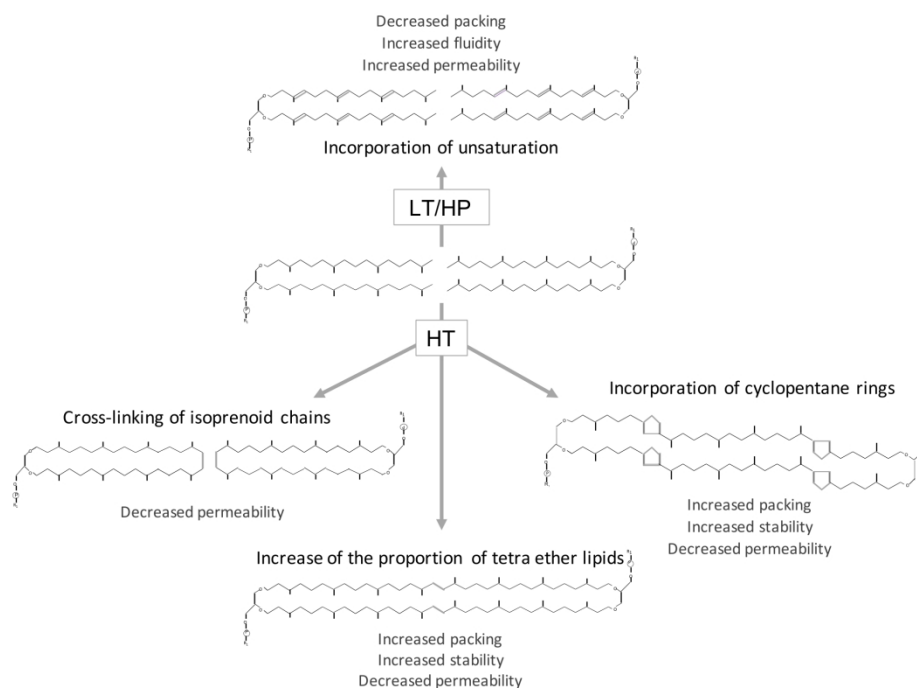 Decreased packing
Increased fluidity
Increased permeability
Incorporation of unsaturation
LT/HP
HT
Incorporation of cyclopentane rings
Cross-linking of isoprenoid chains
Decreased permeability
Increased packing
Increased stability
Decreased permeability
Increase of the proportion of tetra ether lipids
Increased packing
Increased stability
Decreased permeability